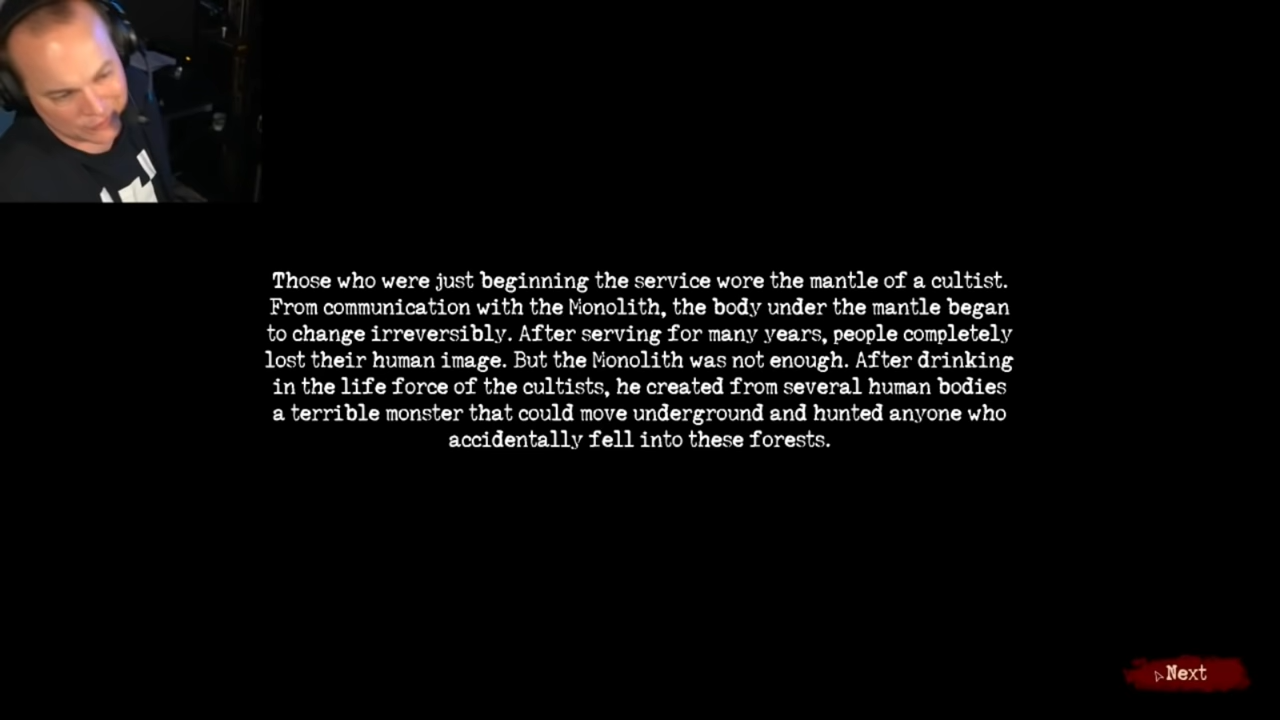 Those who were just beginning the service wore the mantle of a cultist.
From communication with the Monolith, the body under the mantle began
to change irreversibly. After serving for many years, people completely
lost their human image. But the Monolith was not enough. After drinking
in the life force of the cultists, he created from several human bodies
a terrible monster that could move underground and hunted anyone who
accidentally fell into these forests.
Next